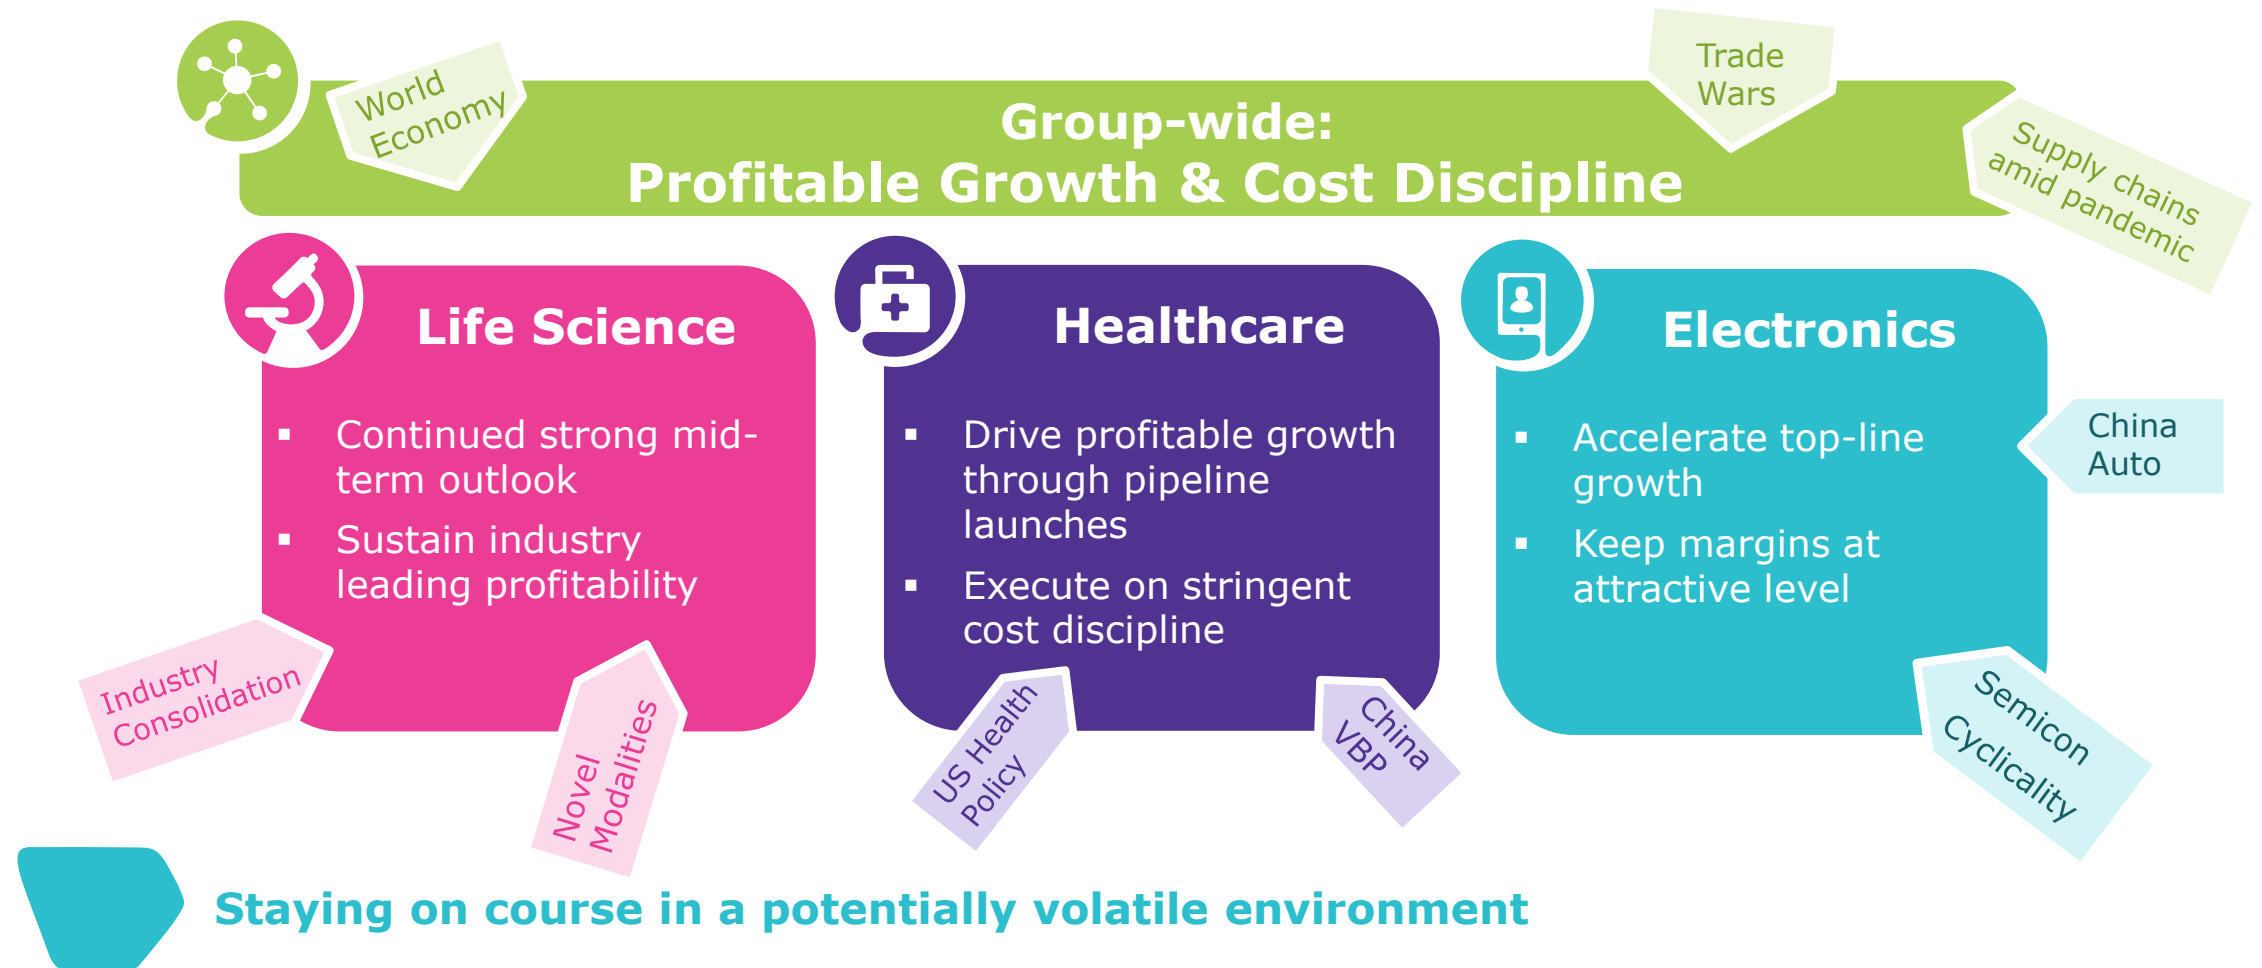 World
Economy
Group-wide:
Profitable Growth & Cost Discipline
Trade
Wars
Supply chains
amid pandemic
Life Science
▪ Continued strong mid-
term outlook
▪ Sustain industry
leading profitability
Industry
Consolidation
Novel
Modalities
Healthcare
▪ Drive profitable growth
through pipeline
launches
▪ Execute on stringent
cost discipline
US Health
Policy
China
VBP
Electronics
▪ Accelerate top-line
growth
▪ Keep margins at
attractive level
China
Auto
Semicon
Cyclicality
Staying on course in a potentially volatile environment